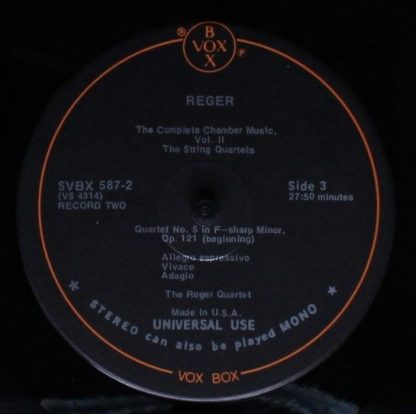 ®
VOX
BOX
℗
REGER
The Complete Chamber Music,
Vol. II
The String Quartets
SVBX 587-2
(VS 4314)
RECORD TWO
Side 3
27:50 minutes
Quartet No. 5 in F-sharp Minor,
Op. 121 (beginning)
Allegro espressivo
Vivace
Adagio
The Reger Quartet
Made in U.S.A.
UNIVERSAL USE
★ STEREO can also be played MONO ★
VOX BOX